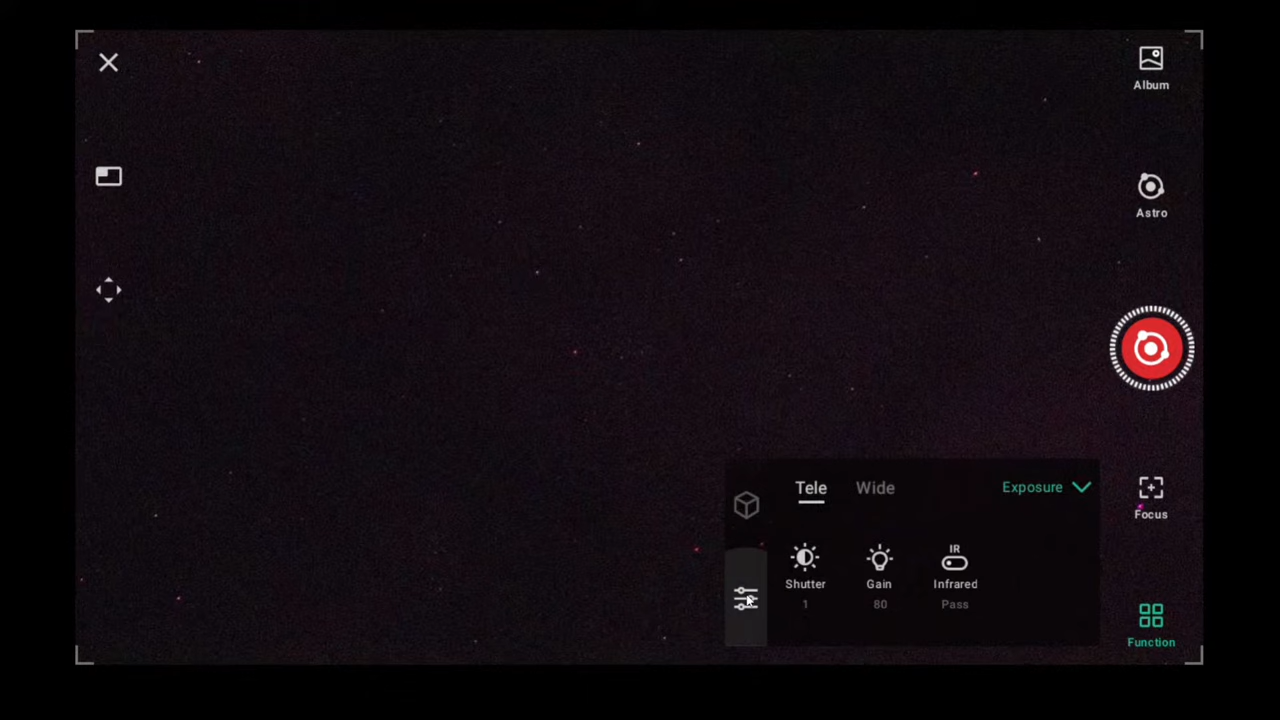 Album
Astro
Tele Wide Exposure
Focus
IR
Shutter Gain Infrared
1 80 Pass
Function